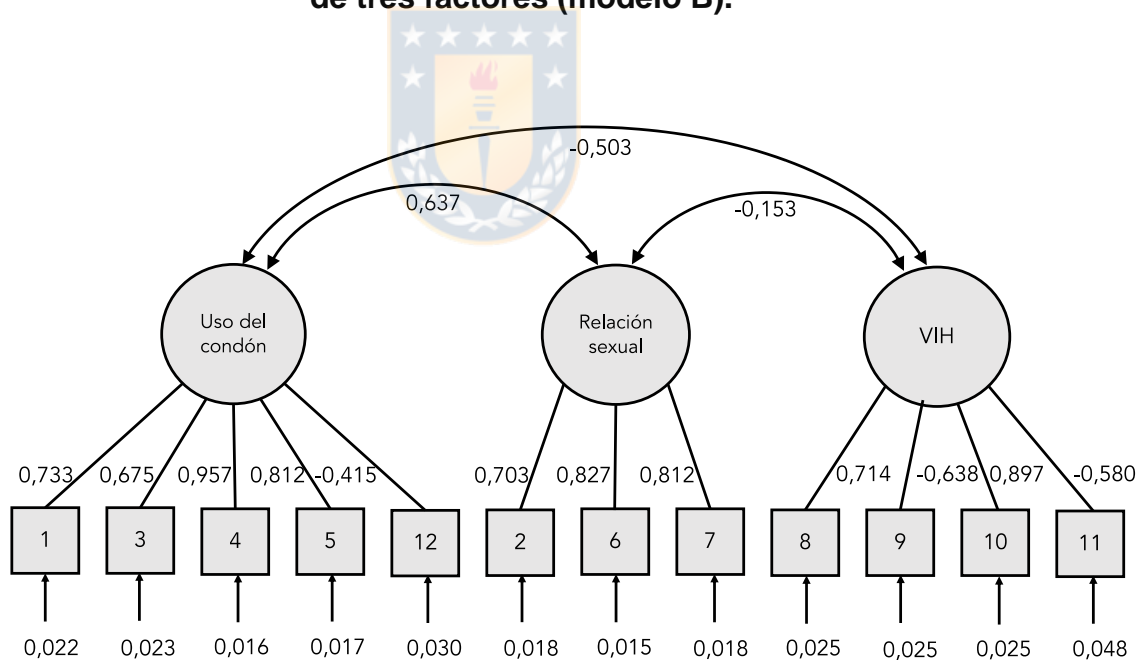 de tres factores (modelo B).
-0,503
0,637
-0,153
Uso del
condón
Relación
sexual
VIH
0,733 0,675 0,957 0,812 -0,415 0,703 0,827 0,812 0,714 -0,638 0,897 -0,580
1 3 4 5 12 2 6 7 8 9 10 11
0,022 0,023 0,016 0,017 0,030 0,018 0,015 0,018 0,025 0,025 0,025 0,048